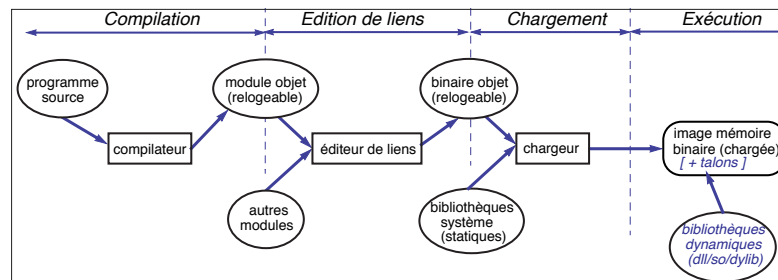 Compilation
Edition de liens
Chargement
Exécution
programme
source
module objet
(relogeable)
binaire objet
(relogeable)
compilateur
éditeur de liens
chargeur
image mémoire
binaire (chargée)
[ + talons ]
autres
modules
bibliothèques
système
(statiques)
bibliothèques
dynamiques
(dll/so/dylib)